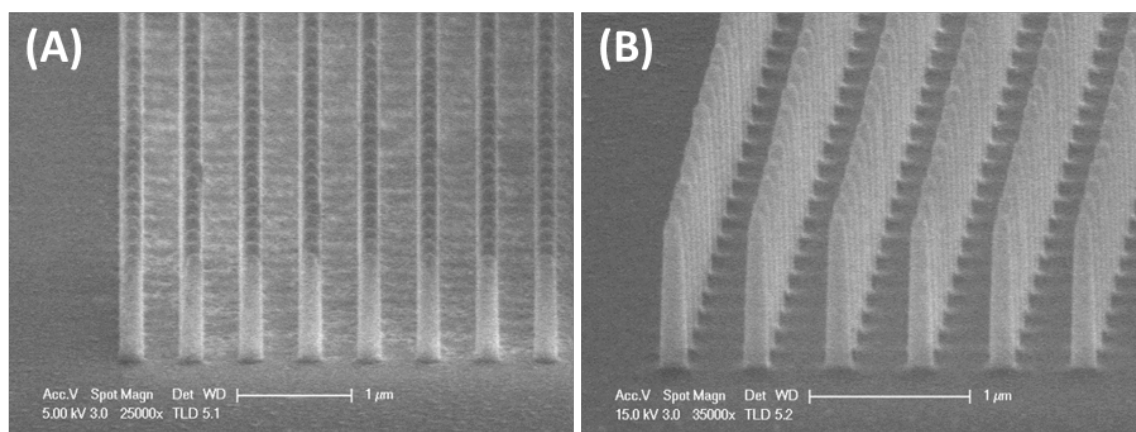 (A)
Acc.V Spot Magn Det WD 1 μm
5.00 kV 3.0 25000x TLD 5.1
(B)
Acc.V Spot Magn Det WD 1 μm
15.0 kV 3.0 35000x TLD 5.2